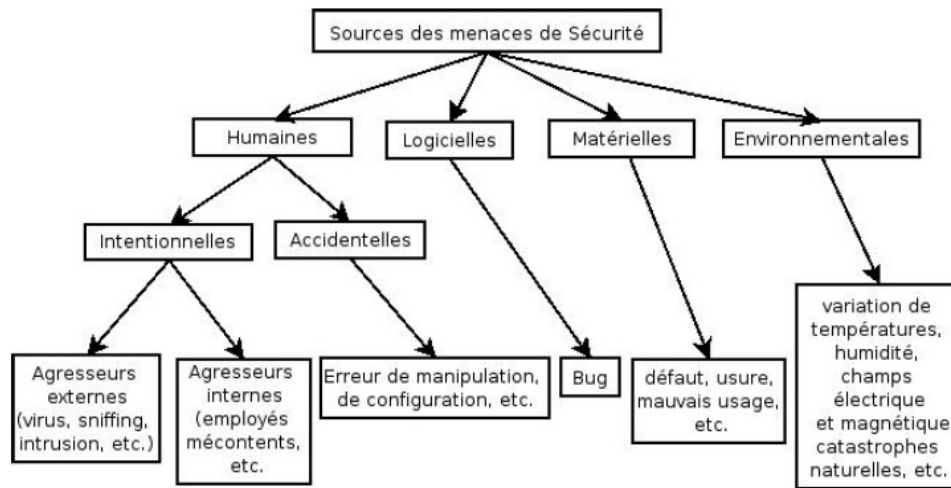 Sources des menaces de Sécurité
Humaines
Logicielles
Matérielles
Environnementales
Intentionnelles
Accidentelles
Agresseurs
externes
(virus, sniffing,
intrusion, etc.)
Agresseurs
internes
(employés
mécontents,
etc.
Erreur de manipulation,
de configuration, etc.
Bug
défaut, usure,
mauvais usage,
etc.
variation de
températures,
humidité,
champs
électrique
et magnétique
catastrophes
naturelles, etc.